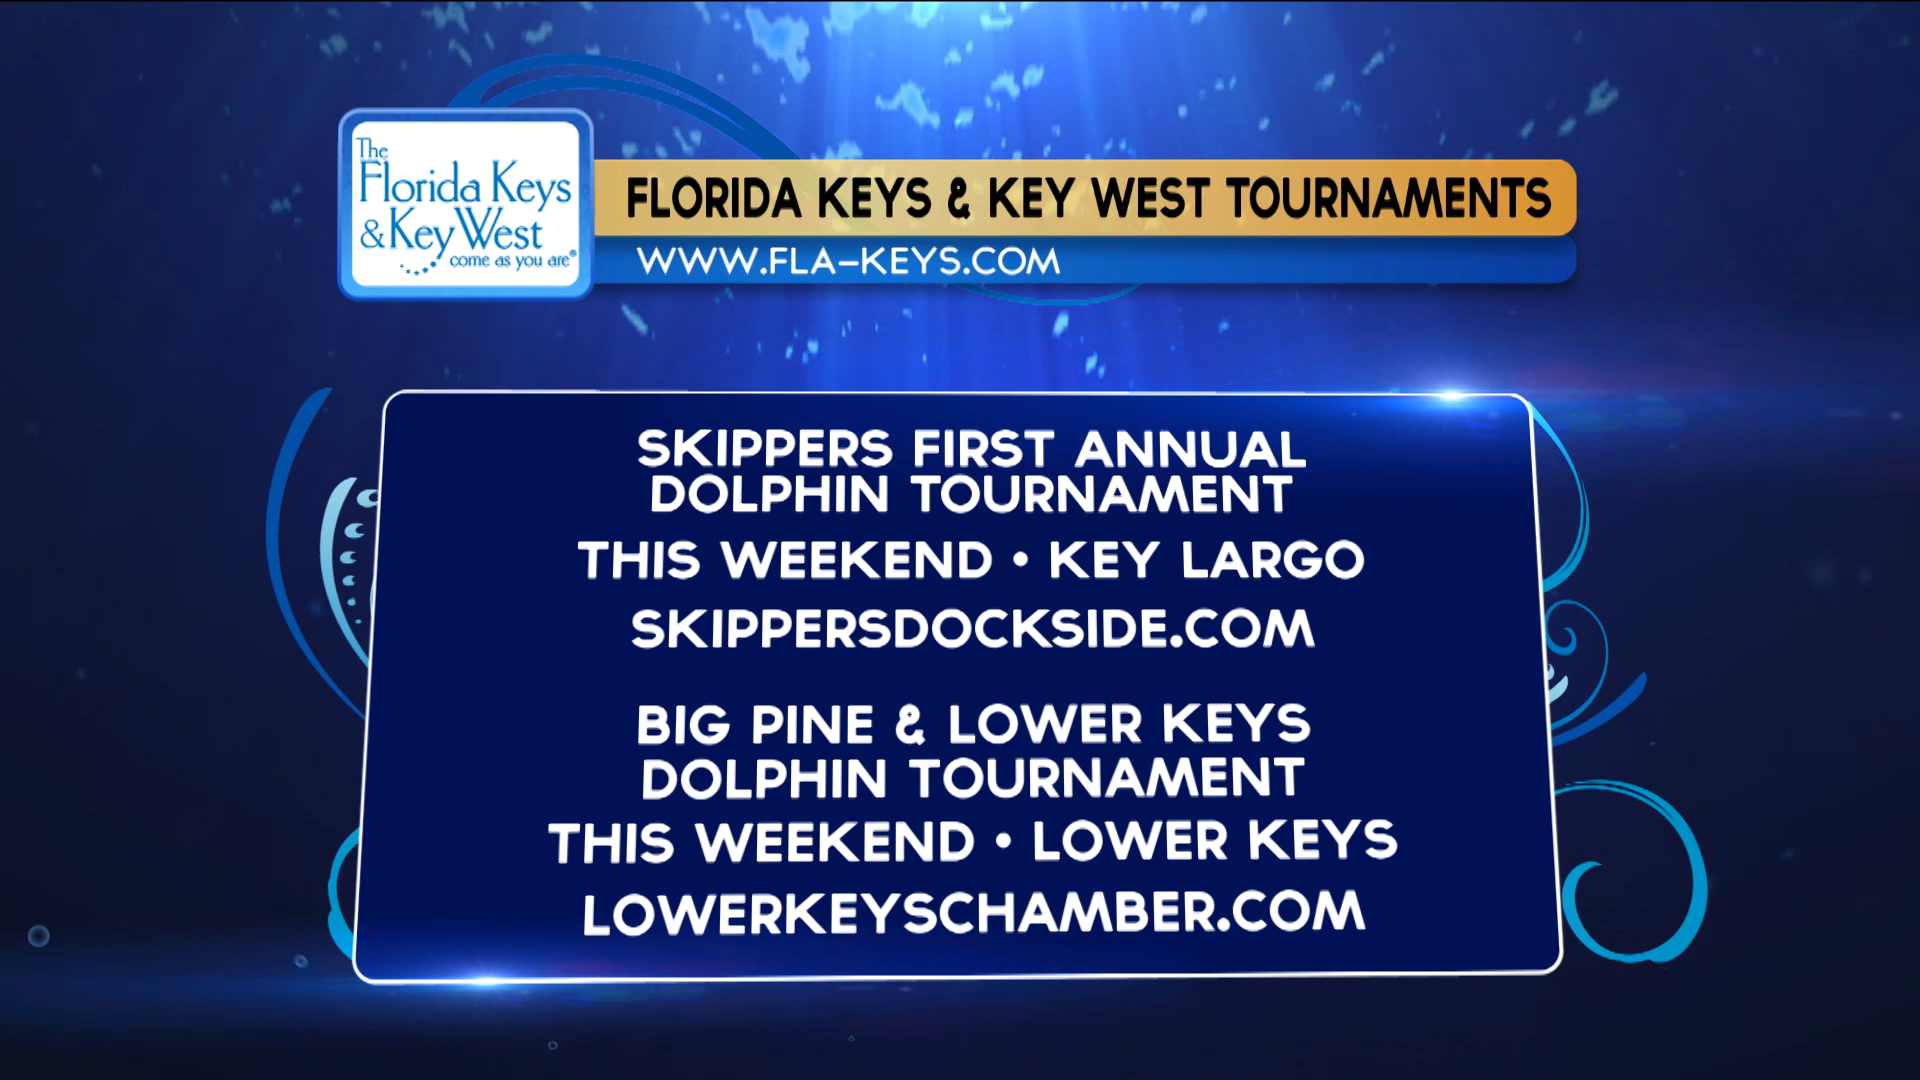 The
Florida Keys
& Key West
come as you are®
FLORIDA KEYS & KEY WEST TOURNAMENTS
WWW.FLA-KEYS.COM
SKIPPERS FIRST ANNUAL
DOLPHIN TOURNAMENT
THIS WEEKEND • KEY LARGO
SKIPPERSDOCKSIDE.COM
BIG PINE & LOWER KEYS
DOLPHIN TOURNAMENT
THIS WEEKEND • LOWER KEYS
LOWERKEYSCHAMBER.COM